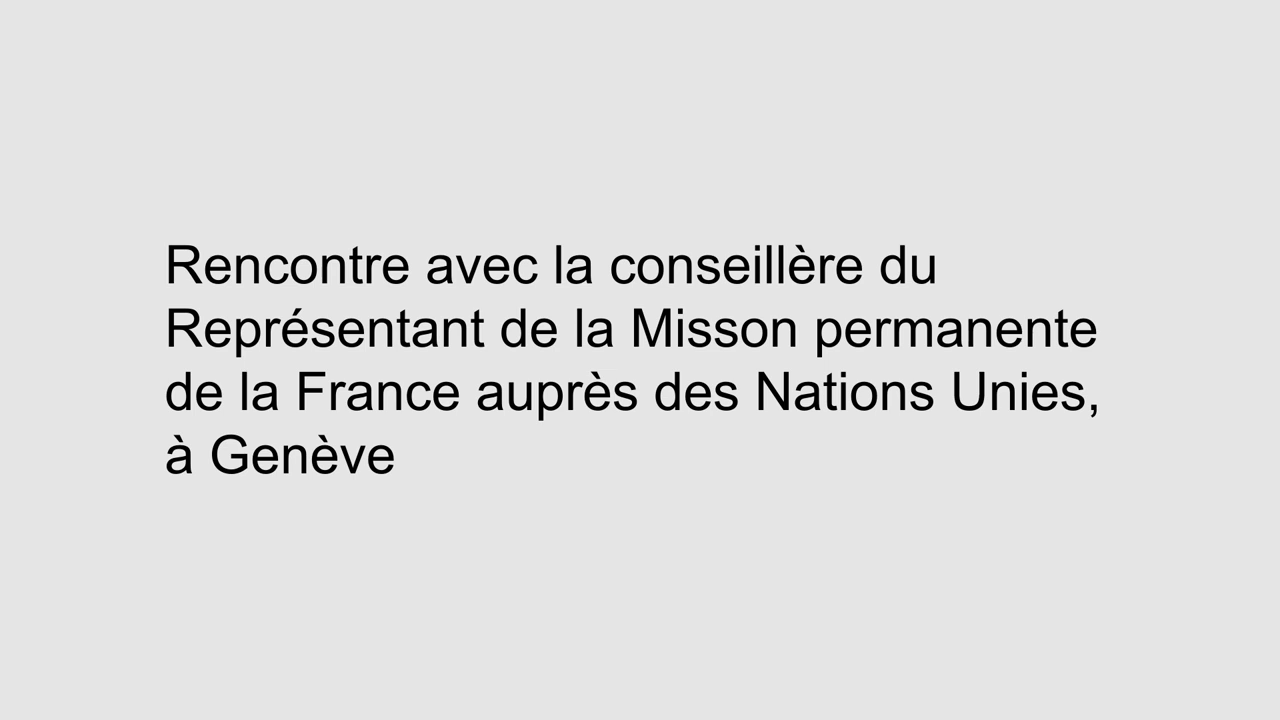 Rencontre avec la conseillère du
Représentant de la Misson permanente
de la France auprès des Nations Unies,
à Genève